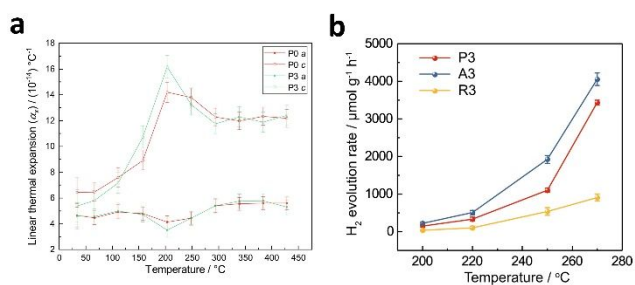 a
Linear thermal expansion (αₓ) / (10⁻¹⁴) °C⁻¹
18
16
14
12
10
8
6
4
2
0 50 100 150 200 250 300 350 400 450
Temperature / °C
P0 a
P0 c
P3 a
P3 c
b
H₂ evolution rate / μmol g⁻¹ h⁻¹
5000
4000
3000
2000
1000
0
200 220 240 260 280
Temperature / °C
P3
A3
R3